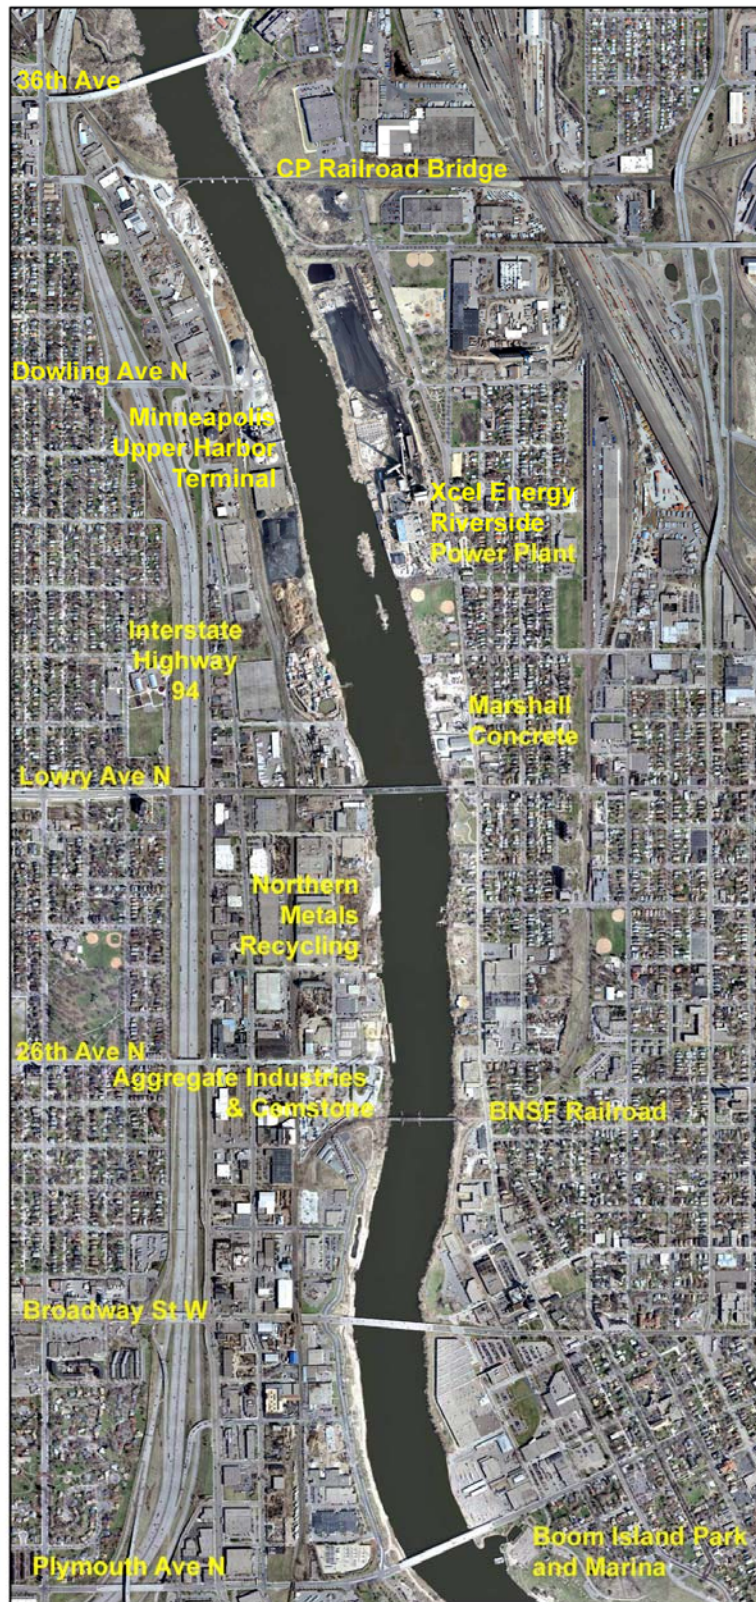 36th Ave
CP Railroad Bridge
Dowling Ave N
Minneapolis
Upper Harbor
Terminal
Xcel Energy
Riverside
Power Plant
Interstate
Highway
94
Marshall
Concrete
Lowry Ave N
Northern
Metals
Recycling
26th Ave N
Aggregate Industries
& Cemstone
BNSF Railroad
Broadway St W
Boom Island Park
and Marina
Plymouth Ave N